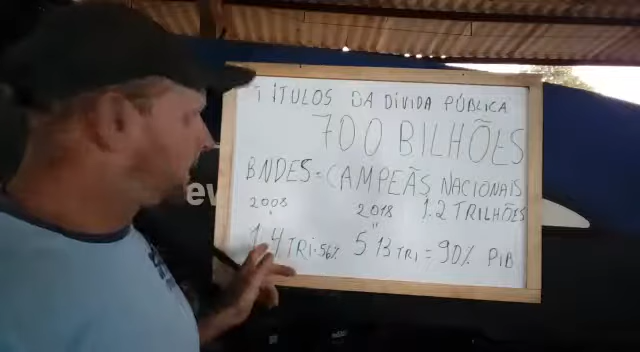 TITULOS DA DÍVIDA PÚBLICA
700 BILHÕES
BNDES = CAMPEÃS NACIONAIS
2008 2018 1.2 TRILHÕES
1,4 TRI-56% 5 13 TRI = 90% PIB